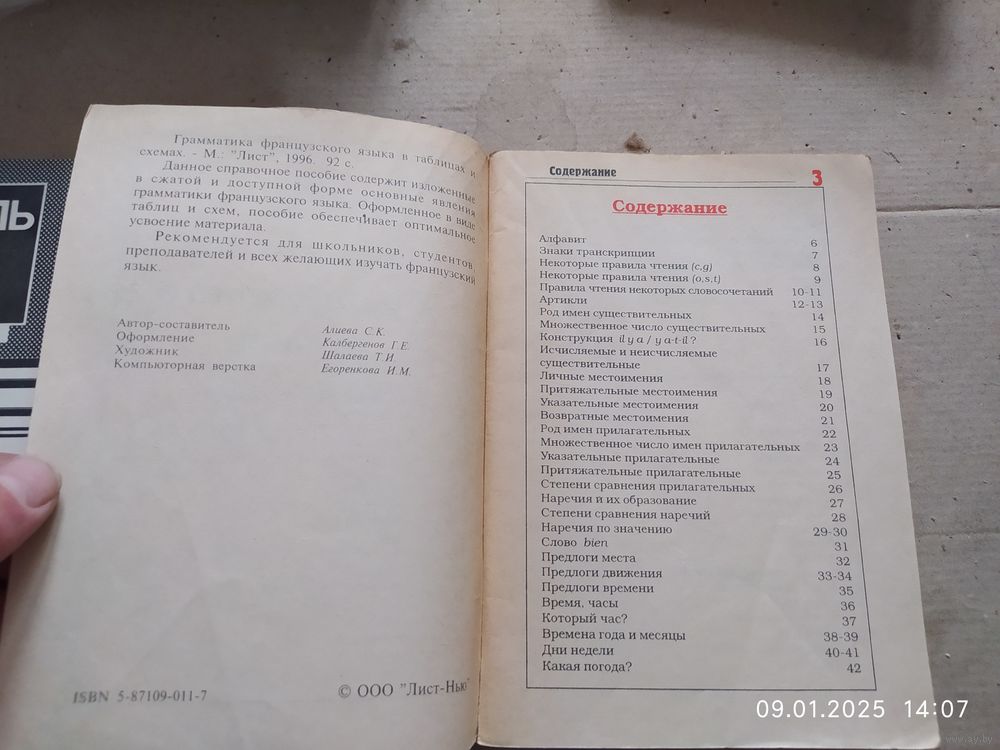 ЛЬ
Грамматика французского языка в таблицах и
схемах. - М.: "Лист", 1996. 92 с.
Данное справочное пособие содержит изложенные
в сжатой и доступной форме основные явления
грамматики французского языка. Оформленное в виде
таблиц и схем, пособие обеспечивает оптимальное
усвоение материала.
Рекомендуется для школьников, студентов
преподавателей и всех желающих изучать французский
язык.
Автор-составитель Алиева С.К.
Оформление Калбергенов Г.Е.
Художник Шалаева Т.И.
Компьютерная верстка Егоренкова И.М.
ISBN 5-87109-011-7
© ООО "Лист-Нью"
Содержание 3
Содержание
Алфавит 6
Знаки транскрипции 7
Некоторые правила чтения (c,g) 8
Некоторые правила чтения (o,s,t) 9
Правила чтения некоторых словосочетаний 10-11
Артикли 12-13
Род имен существительных 14
Множественное число существительных 15
Конструкция il y a / y a-t-il? 16
Исчисляемые и неисчисляемые
существительные 17
Личные местоимения 18
Притяжательные местоимения 19
Указательные местоимения 20
Возвратные местоимения 21
Род имен прилагательных 22
Множественное число имен прилагательных 23
Указательные прилагательные 24
Притяжательные прилагательные 25
Степени сравнения прилагательных 26
Наречия и их образование 27
Степени сравнения наречий 28
Наречия по значению 29-30
Слово bien 31
Предлоги места 32
Предлоги движения 33-34
Предлоги времени 35
Время, часы 36
Который час? 37
Времена года и месяцы 38-39
Дни недели 40-41
Какая погода? 42
09.01.2025 14:07
www.ay.by